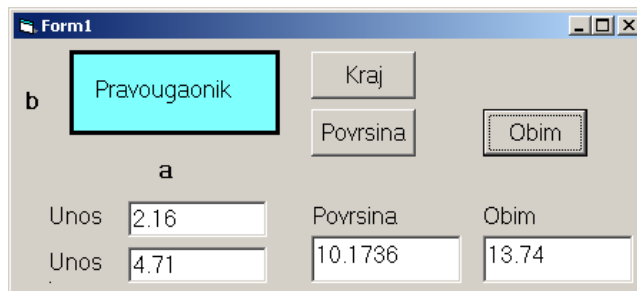 Form1
Pravougaonik
Kraj
b
Povrsina
Obim
a
Unos
2.16
Povrsina
Obim
Unos
4.71
10.1736
13.74